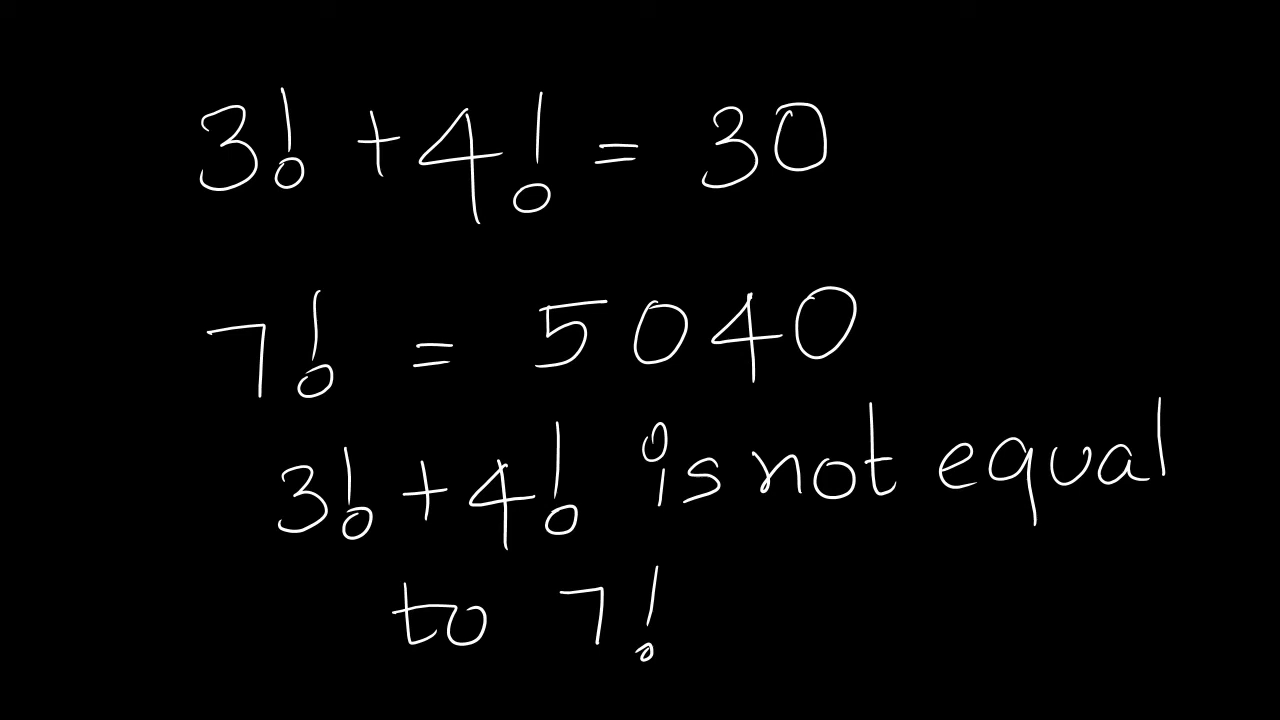 3! + 4! = 30
7! = 5040
3! + 4! is not equal
to 7!